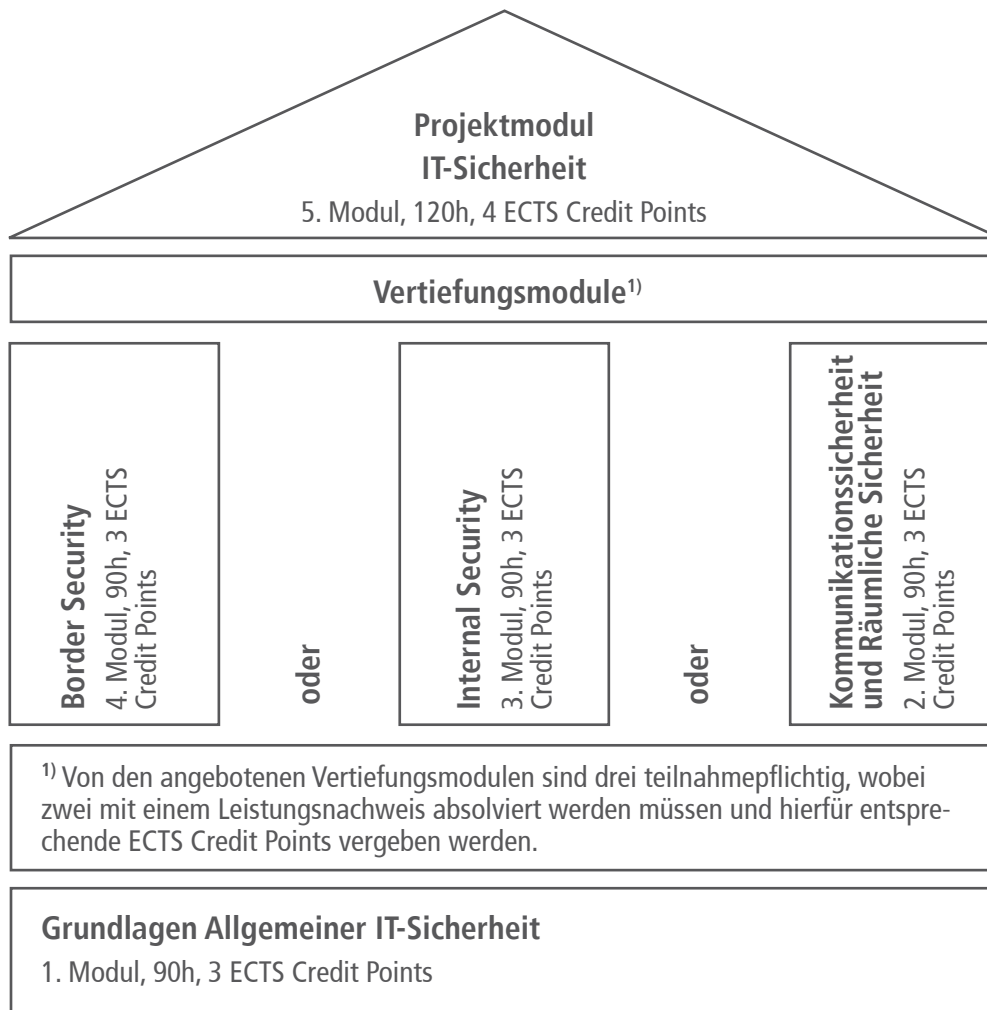 Projektmodul
IT-Sicherheit
5. Modul, 120h, 4 ECTS Credit Points
Vertiefungsmodule¹⁾
Border Security
4. Modul, 90h, 3 ECTS
Credit Points
oder
Internal Security
3. Modul, 90h, 3 ECTS
Credit Points
oder
Kommunikationssicherheit
und Räumliche Sicherheit
2. Modul, 90h, 3 ECTS
Credit Points
¹⁾ Von den angebotenen Vertiefungsmodulen sind drei teilnahmepflichtig, wobei
zwei mit einem Leistungsnachweis absolviert werden müssen und hierfür entspre-
chende ECTS Credit Points vergeben werden.
Grundlagen Allgemeiner IT-Sicherheit
1. Modul, 90h, 3 ECTS Credit Points